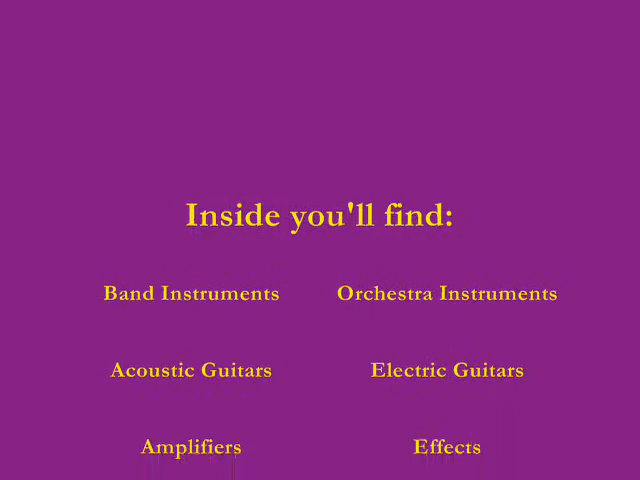 Inside you'll find:
Band Instruments Orchestra Instruments
Acoustic Guitars Electric Guitars
Amplifiers Effects